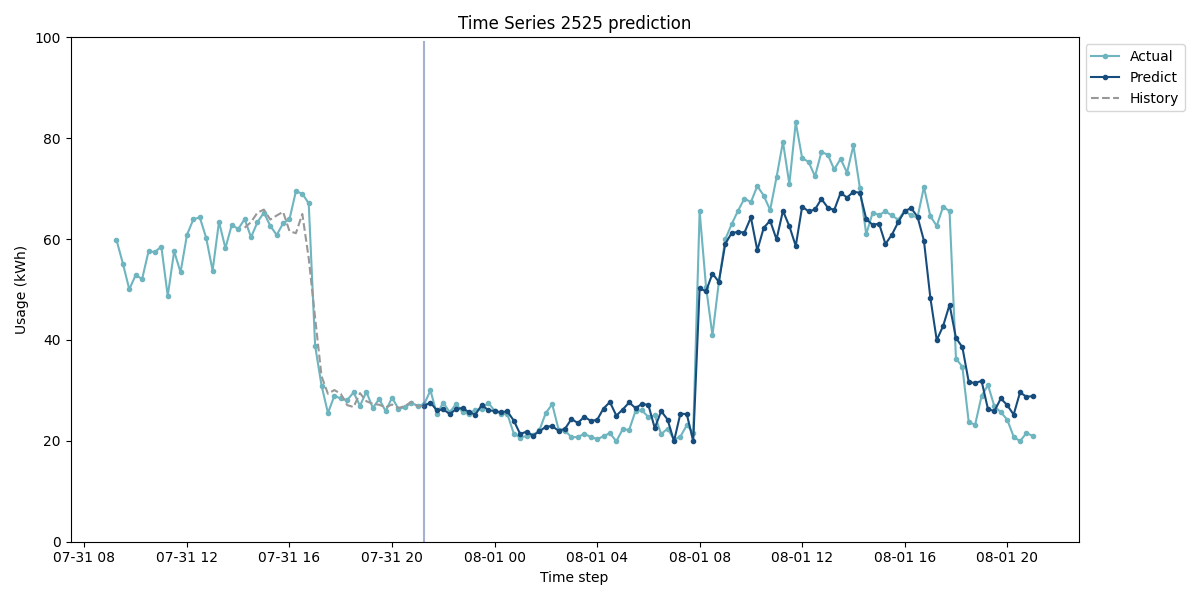 Time Series 2525 prediction
Usage (kWh)
100
80
60
40
20
0
07-31 08
07-31 12
07-31 16
07-31 20
08-01 00
08-01 04
08-01 08
08-01 12
08-01 16
08-01 20
Time step
Actual
Predict
History